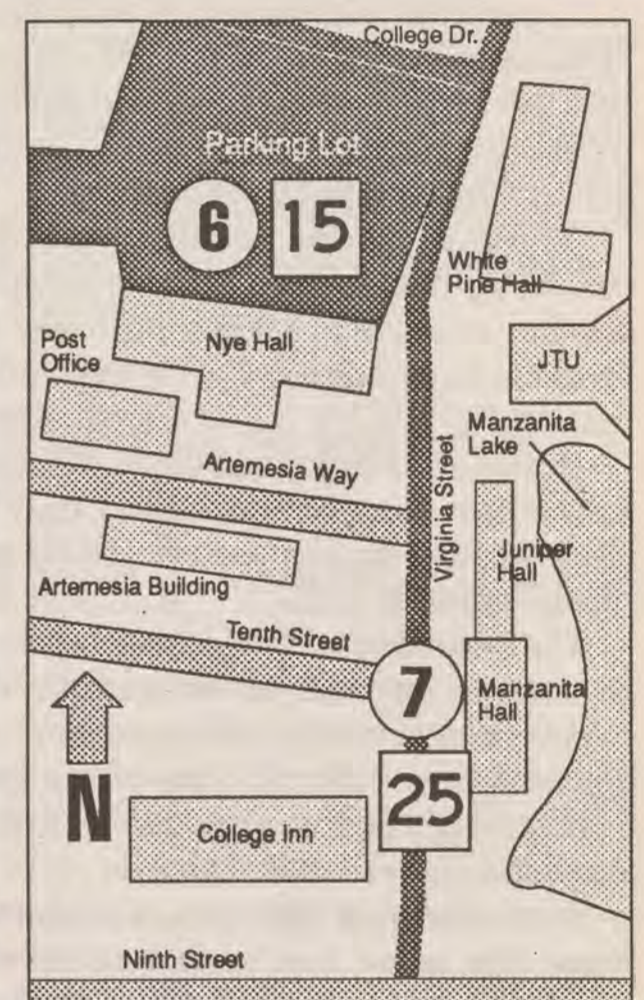 College Dr.
Parking Lot
6 15
White
Pine Hall
Post
Office
Nye Hall
JTU
Manzanita
Lake
Artemesia Way
Virginia Street
Juniper
Hall
Artemesia Building
Tenth Street
7
Manzanita
Hall
25
N
College Inn
Ninth Street